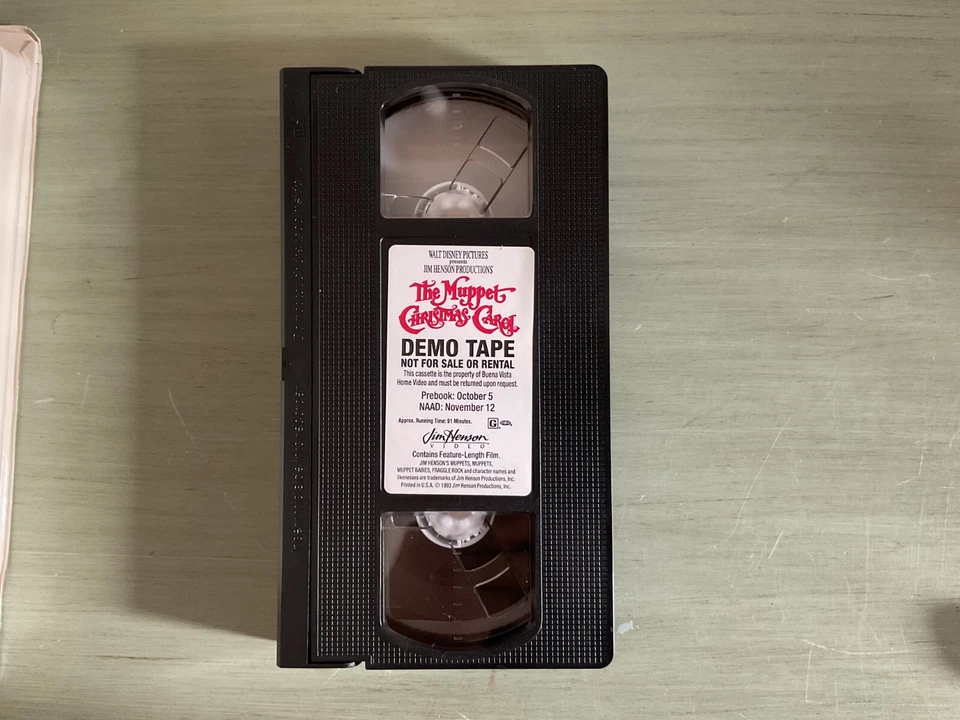 WALT DISNEY PICTURES
presents
JIM HENSON PRODUCTIONS'
The Muppet
CHRISTMAS CAROL
DEMO TAPE
NOT FOR SALE OR RENTAL
This cassette is the property of Buena Vista
Home Video and must be returned upon request.
Prebook: October 5
NAAD: November 12
Approx. Running Time: 91 Minutes.
G
Jim Henson
VIDEO
Contains Feature-Length Film.
JIM HENSON'S MUPPETS, MUPPETS,
MUPPET BABIES, FRAGGLE ROCK and character names and
likenesses are trademarks of Jim Henson Productions, Inc.
Printed in U.S.A. © 1993 Jim Henson Productions, Inc.